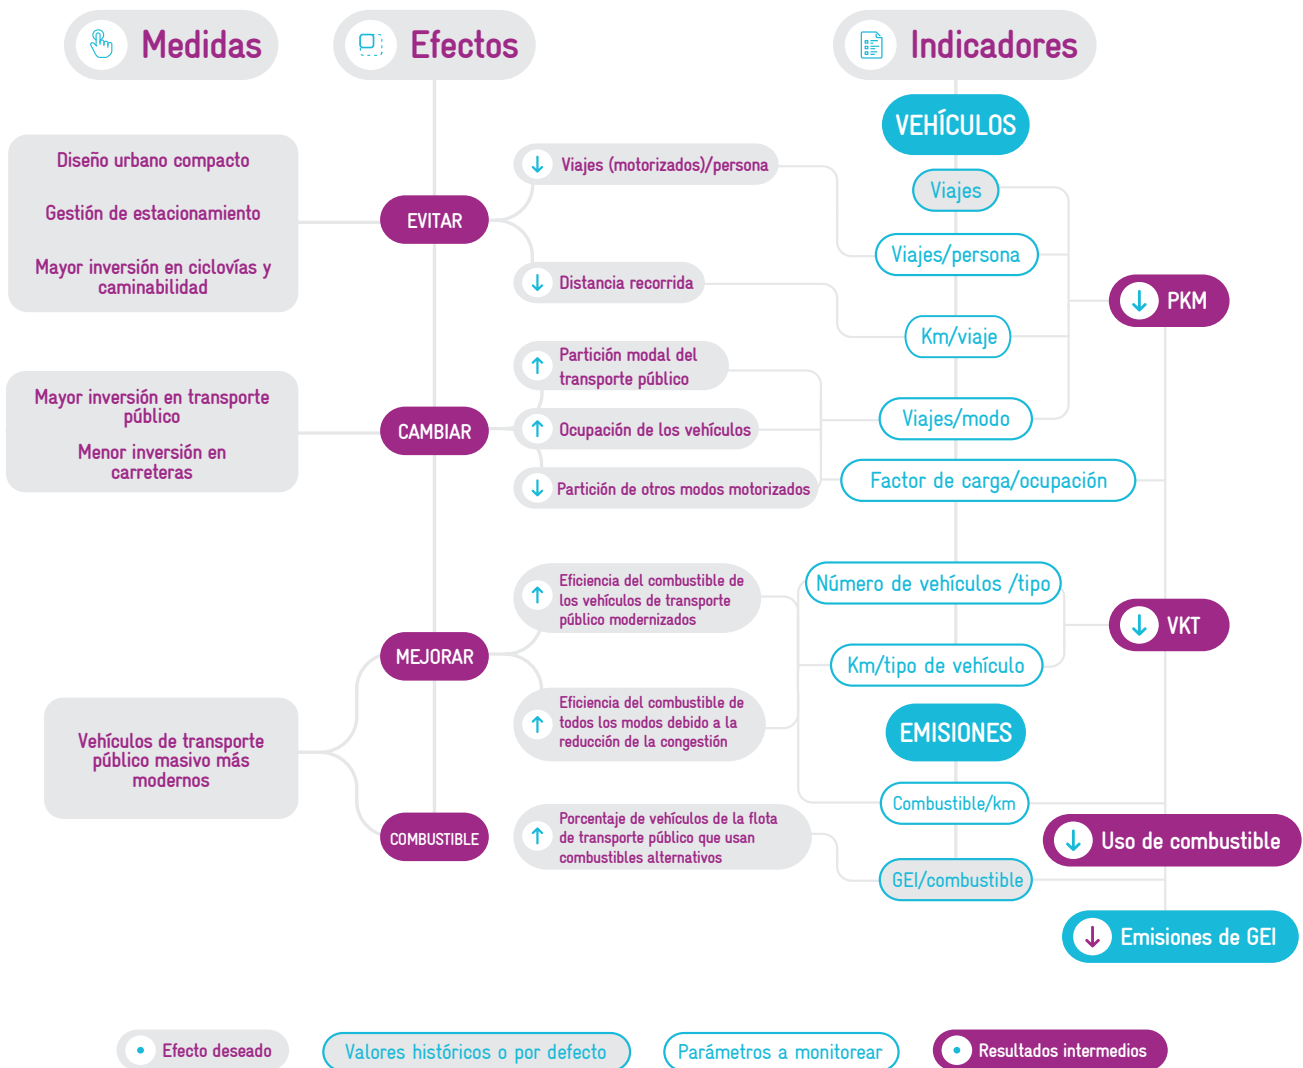 Medidas
Efectos
Indicadores
VEHÍCULOS
Diseño urbano compacto
Gestión de estacionamiento
Mayor inversión en ciclovías y
caminabilidad
EVITAR
Viajes (motorizados)/persona
Distancia recorrida
Viajes
Viajes/persona
Km/viaje
PKM
Mayor inversión en transporte
público
Menor inversión en
carreteras
CAMBIAR
Partición modal del
transporte público
Ocupación de los vehículos
Partición de otros modos motorizados
Viajes/modo
Factor de carga/ocupación
MEJORAR
Eficiencia del combustible de
los vehículos de transporte
público modernizados
Eficiencia del combustible de
todos los modos debido a la
reducción de la congestión
Número de vehículos /tipo
Km/tipo de vehículo
VKT
EMISIONES
Vehículos de transporte
público masivo más
modernos
COMBUSTIBLE
Porcentaje de vehículos de la flota
de transporte público que usan
combustibles alternativos
Combustible/km
Uso de combustible
GEI/combustible
Emisiones de GEI
Efecto deseado
Valores históricos o por defecto
Parámetros a monitorear
Resultados intermedios